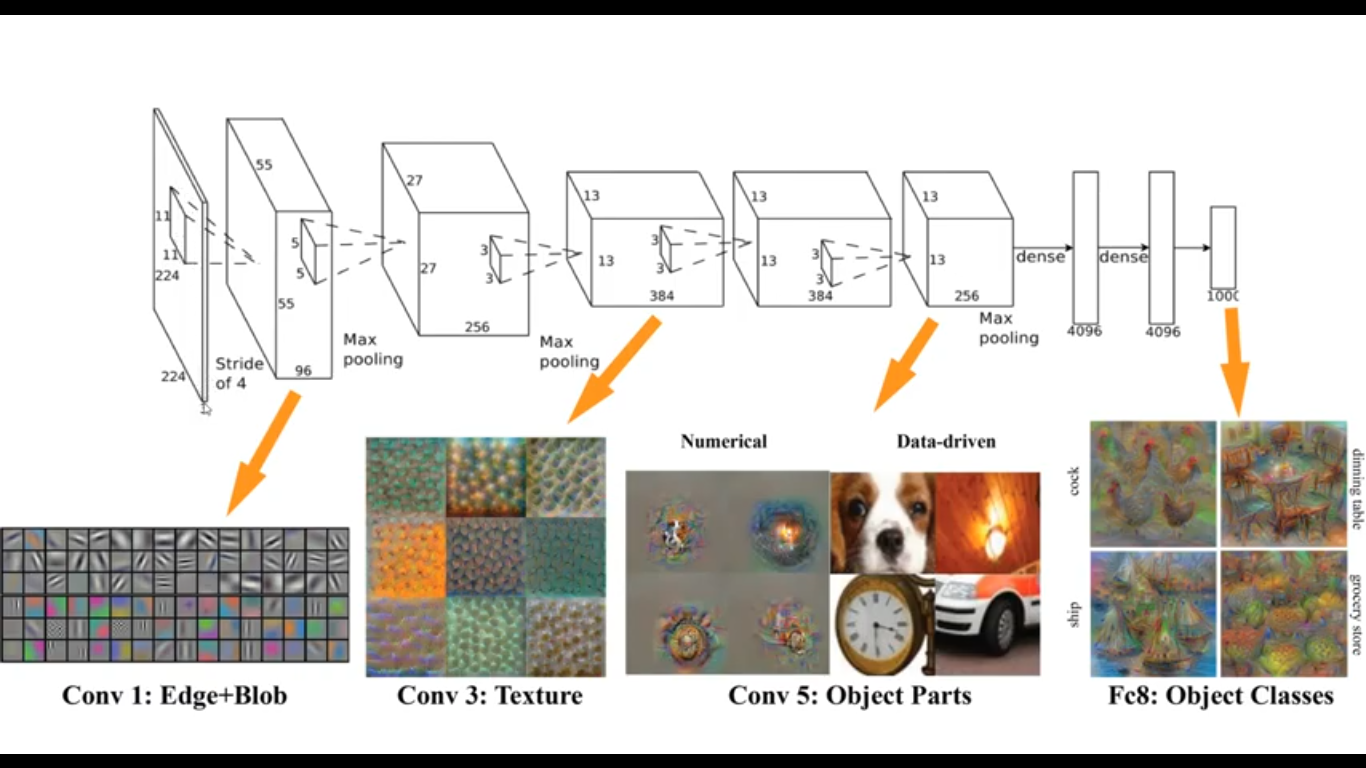 55
27
13
13
13
11
5
3
3
3
11
5
27
3
13
3
13
3
13
dense
dense
224
55
256
384
384
256
1000
Max
pooling
4096
4096
Stride
of 4
224
96
Max
pooling
Max
pooling
Numerical
Data-driven
cock
dinning table
ship
grocery store
Conv 1: Edge+Blob
Conv 3: Texture
Conv 5: Object Parts
Fc8: Object Classes